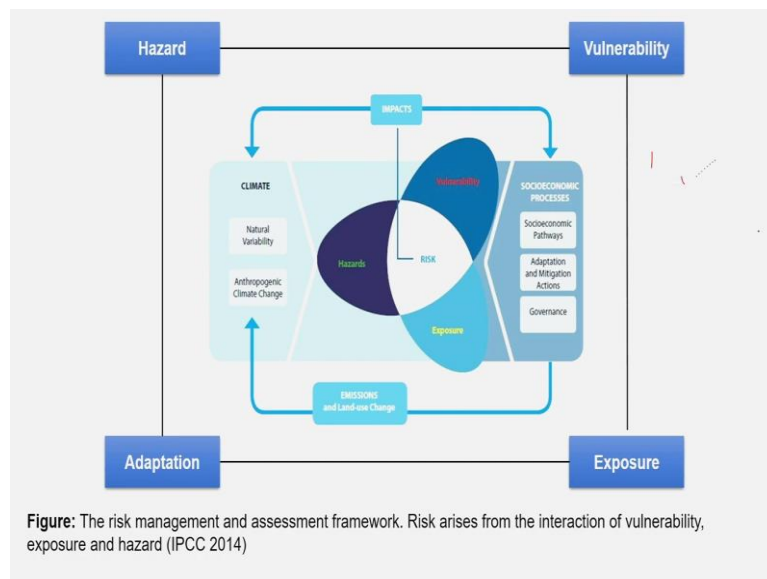 Hazard
Vulnerability
IMPACTS
CLIMATE
Natural
Variability
Anthropogenic
Climate Change
Vulnerability
Hazards
RISK
Exposure
SOCIOECONOMIC
PROCESSES
Socioeconomic
Pathways
Adaptation
and Mitigation
Actions
Governance
EMISSIONS
and Land-use Change
Adaptation
Exposure
Figure: The risk management and assessment framework. Risk arises from the interaction of vulnerability,
exposure and hazard (IPCC 2014)